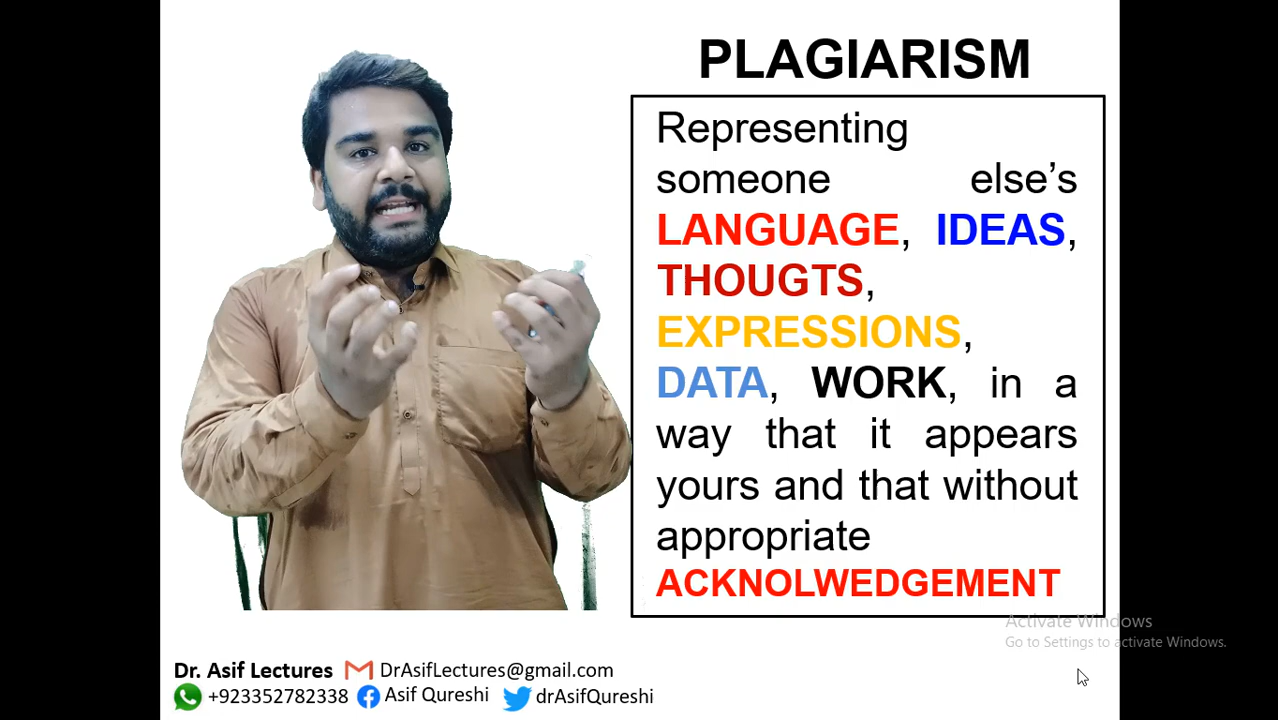 PLAGIARISM
Representing
someone else’s
LANGUAGE, IDEAS,
THOUGTS,
EXPRESSIONS,
DATA, WORK, in a
way that it appears
yours and that without
appropriate
ACKNOLWEDGEMENT
Activate Windows
Go to Settings to activate Windows.
Dr. Asif Lectures DrAsifLectures@gmail.com
+923352782338 Asif Qureshi drAsifQureshi